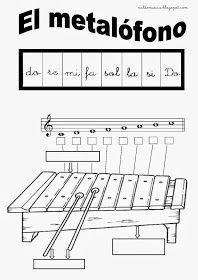 El metalófono
do re mi fa sol la si Do